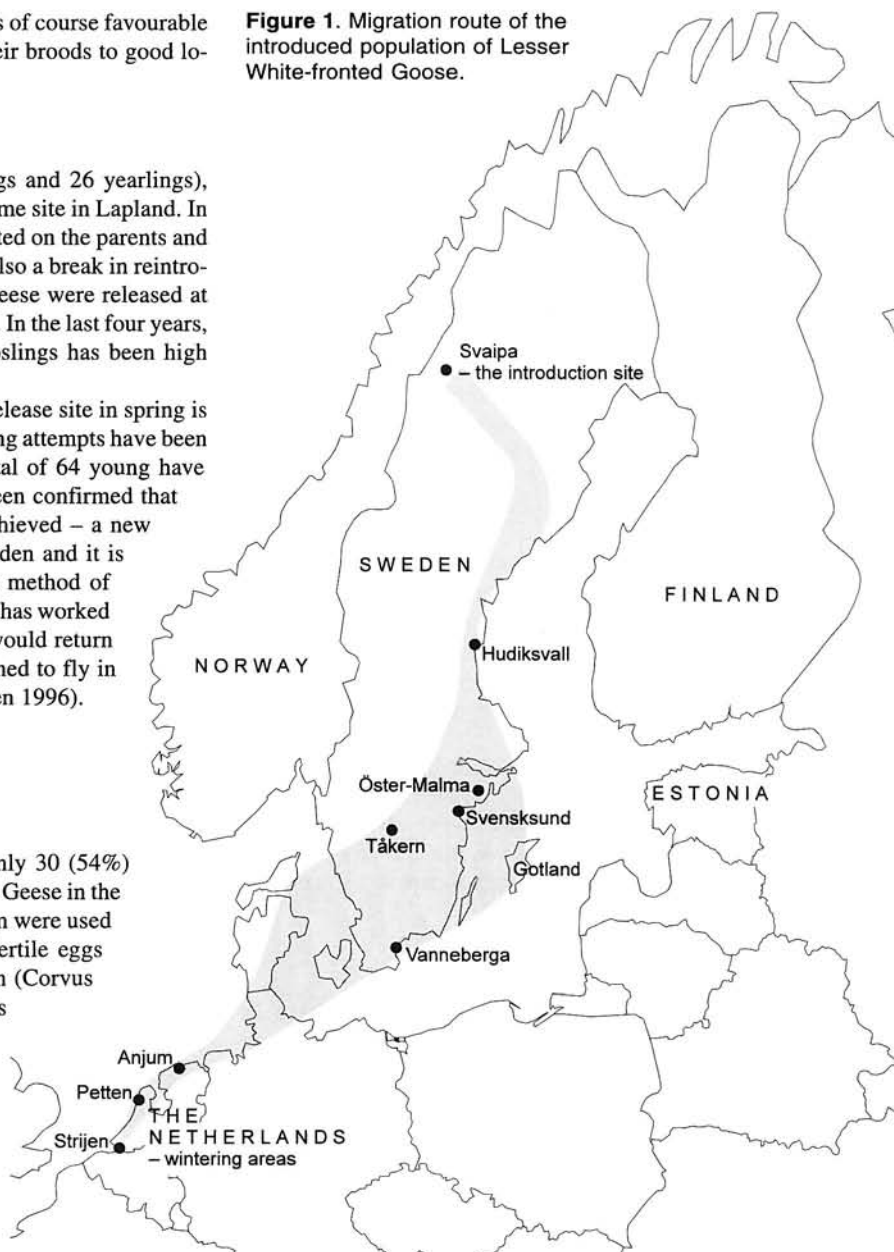 s of course favourable
eir broods to good lo-
gs and 26 yearlings),
me site in Lapland. In
ted on the parents and
lso a break in reintro-
eese were released at
. In the last four years,
slings has been high
elease site in spring is
ng attempts have been
tal of 64 young have
een confirmed that
chieved – a new
den and it is
method of
has worked
would return
ned to fly in
en 1996).
nly 30 (54%)
Geese in the
n were used
ertile eggs
n (Corvus
s
Figure 1. Migration route of the
introduced population of Lesser
White-fronted Goose.
Svaipa
– the introduction site
SWEDEN
FINLAND
NORWAY
Hudiksvall
Öster-Malma
Svensksund
ESTONIA
Tåkern
Gotland
Vanneberga
Anjum
Petten
THE
Strijen
NETHERLANDS
– wintering areas